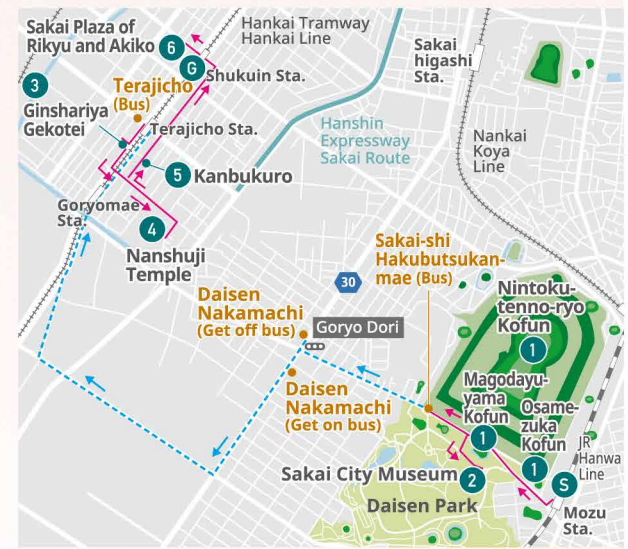 Sakai Plaza of
Rikyu and Akiko
6
Hankai Tramway
Hankai Line
G
Shukuin Sta.
Sakai
higashi
Sta.
3
Ginshariya
Gekotei
Terajicho
(Bus)
Terajicho Sta.
Hanshin
Expressway
Sakai Route
Nankai
Koya
Line
5
Kanbukuro
Goryomae
Sta.
4
Nanshuji
Temple
Sakai-shi
Hakubutsukan-
mae (Bus)
30
Daisen
Nakamachi
(Get off bus)
Goryo Dori
Nintoku-
tenno-ryo
Kofun
1
Daisen
Nakamachi
(Get on bus)
Magodayu-
yama
Kofun
1
Osame-
zuka
Kofun
1
JR
Hanwa
Line
Sakai City Museum
2
S
Daisen Park
Mozu
Sta.